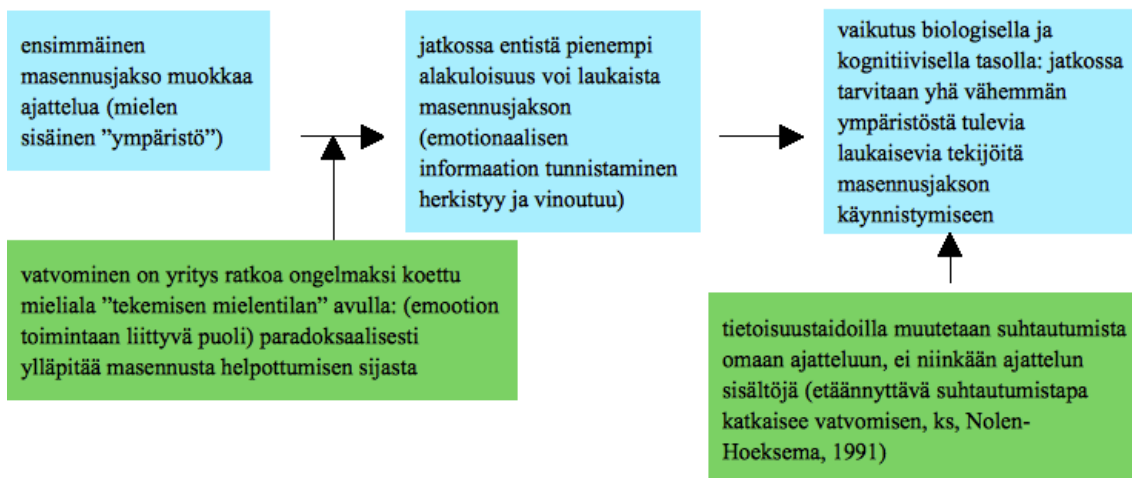 ensimmäinen
masennusjakso muokkaa
ajattelua (mielen
sisäinen ”ympäristö”)
jatkossa entistä pienempi
alakuloisuus voi laukaista
masennusjakson
(emotionaalisen
informaation tunnistaminen
herkistyy ja vinoutuu)
vaikutus biologisella ja
kognitiivisella tasolla: jatkossa
tarvitaan yhä vähemmän
ympäristöstä tulevia
laukaisevia tekijöitä
masennusjakson
käynnistymiseen
vatvominen on yritys ratkoa ongelmaksi koettu
mieliala ”tekemisen mielentilan” avulla: (emootion
toimintaan liittyvä puoli) paradoksaalisesti
ylläpitää masennusta helpottumisen sijasta
tietoisuustaidoilla muutetaan suhtautumista
omaan ajatteluun, ei niinkään ajattelun
sisältöjä (etäännyttävä suhtautumistapa
katkaisee vatvomisen, ks, Nolen-
Hoeksema, 1991)